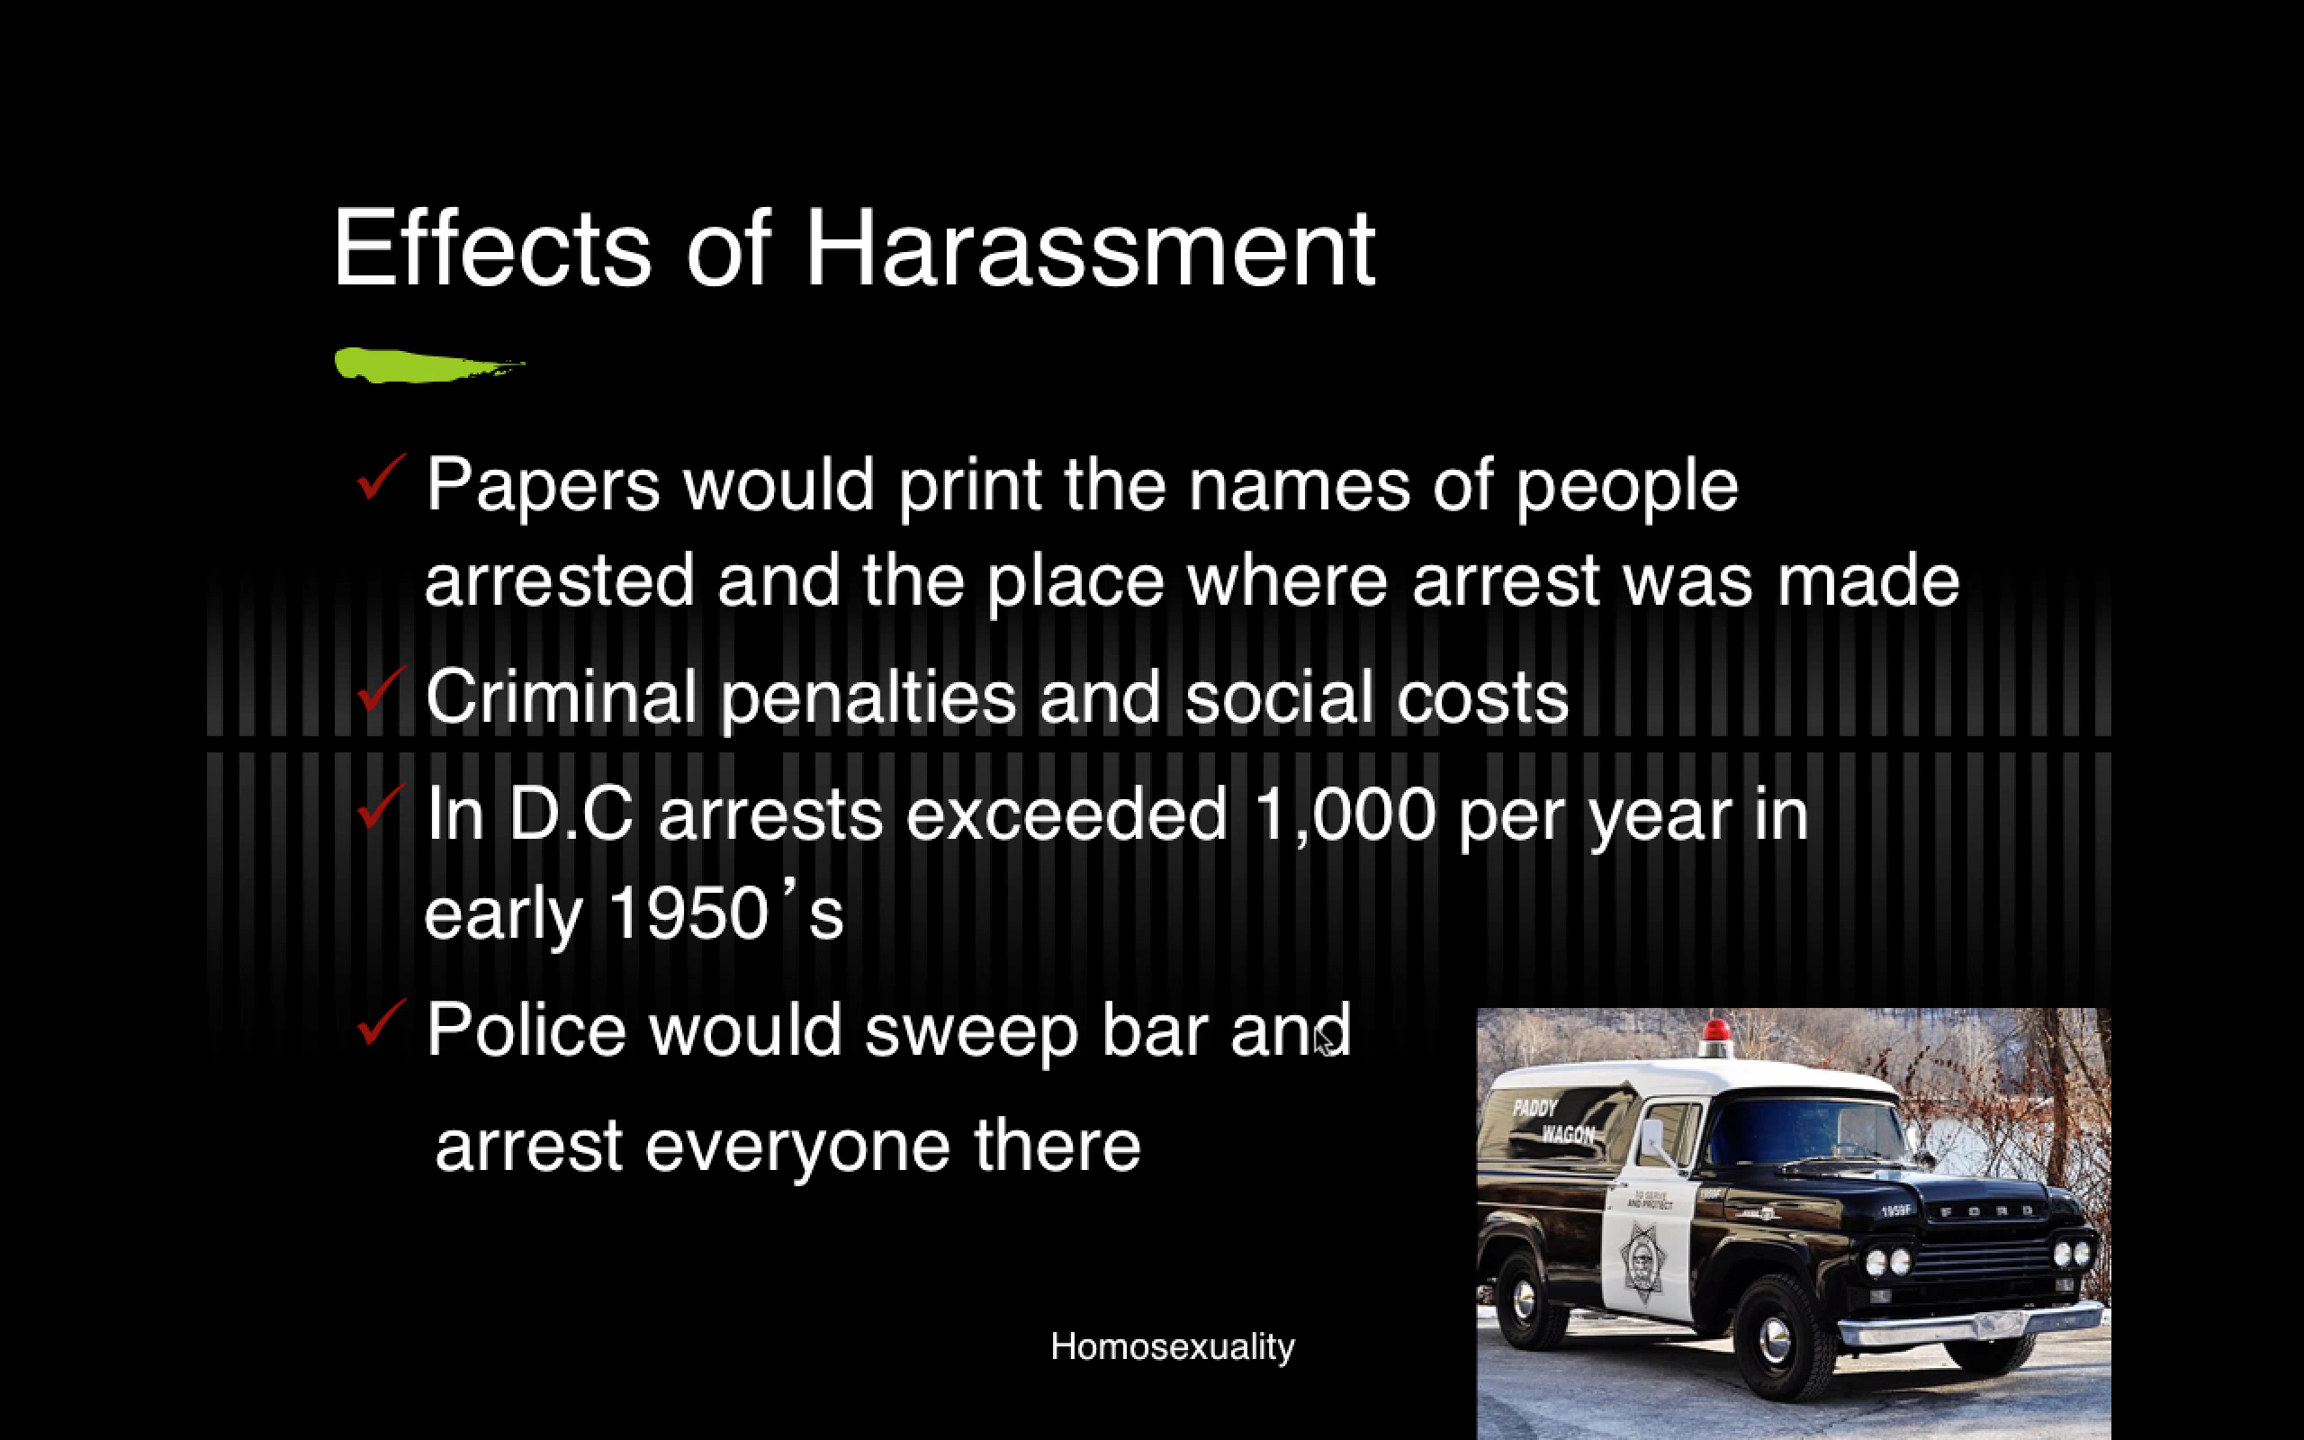 Effects of Harassment
Papers would print the names of people
arrested and the place where arrest was made
Criminal penalties and social costs
In D.C arrests exceeded 1,000 per year in
early 1950’s
Police would sweep bar and
arrest everyone there
PADDY
WAGON
TO SERVE
AND PROTECT
1959F
FORD
Homosexuality